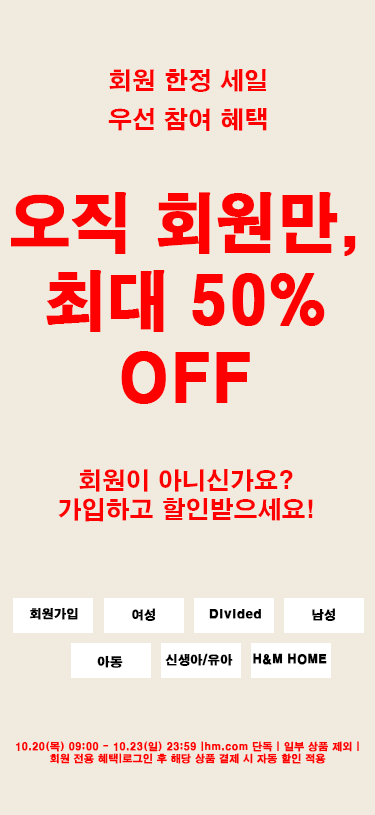 회원 한정 세일
우선 참여 혜택
오직 회원만,
최대 50%
OFF
회원이 아니신가요?
가입하고 할인받으세요!
회원가입
여성
Divided
남성
아동
신생아/유아
H&M HOME
10.20(목) 09:00 - 10.23(일) 23:59 |hm.com 단독 | 일부 상품 제외 |
회원 전용 혜택|로그인 후 해당 상품 결제 시 자동 할인 적용